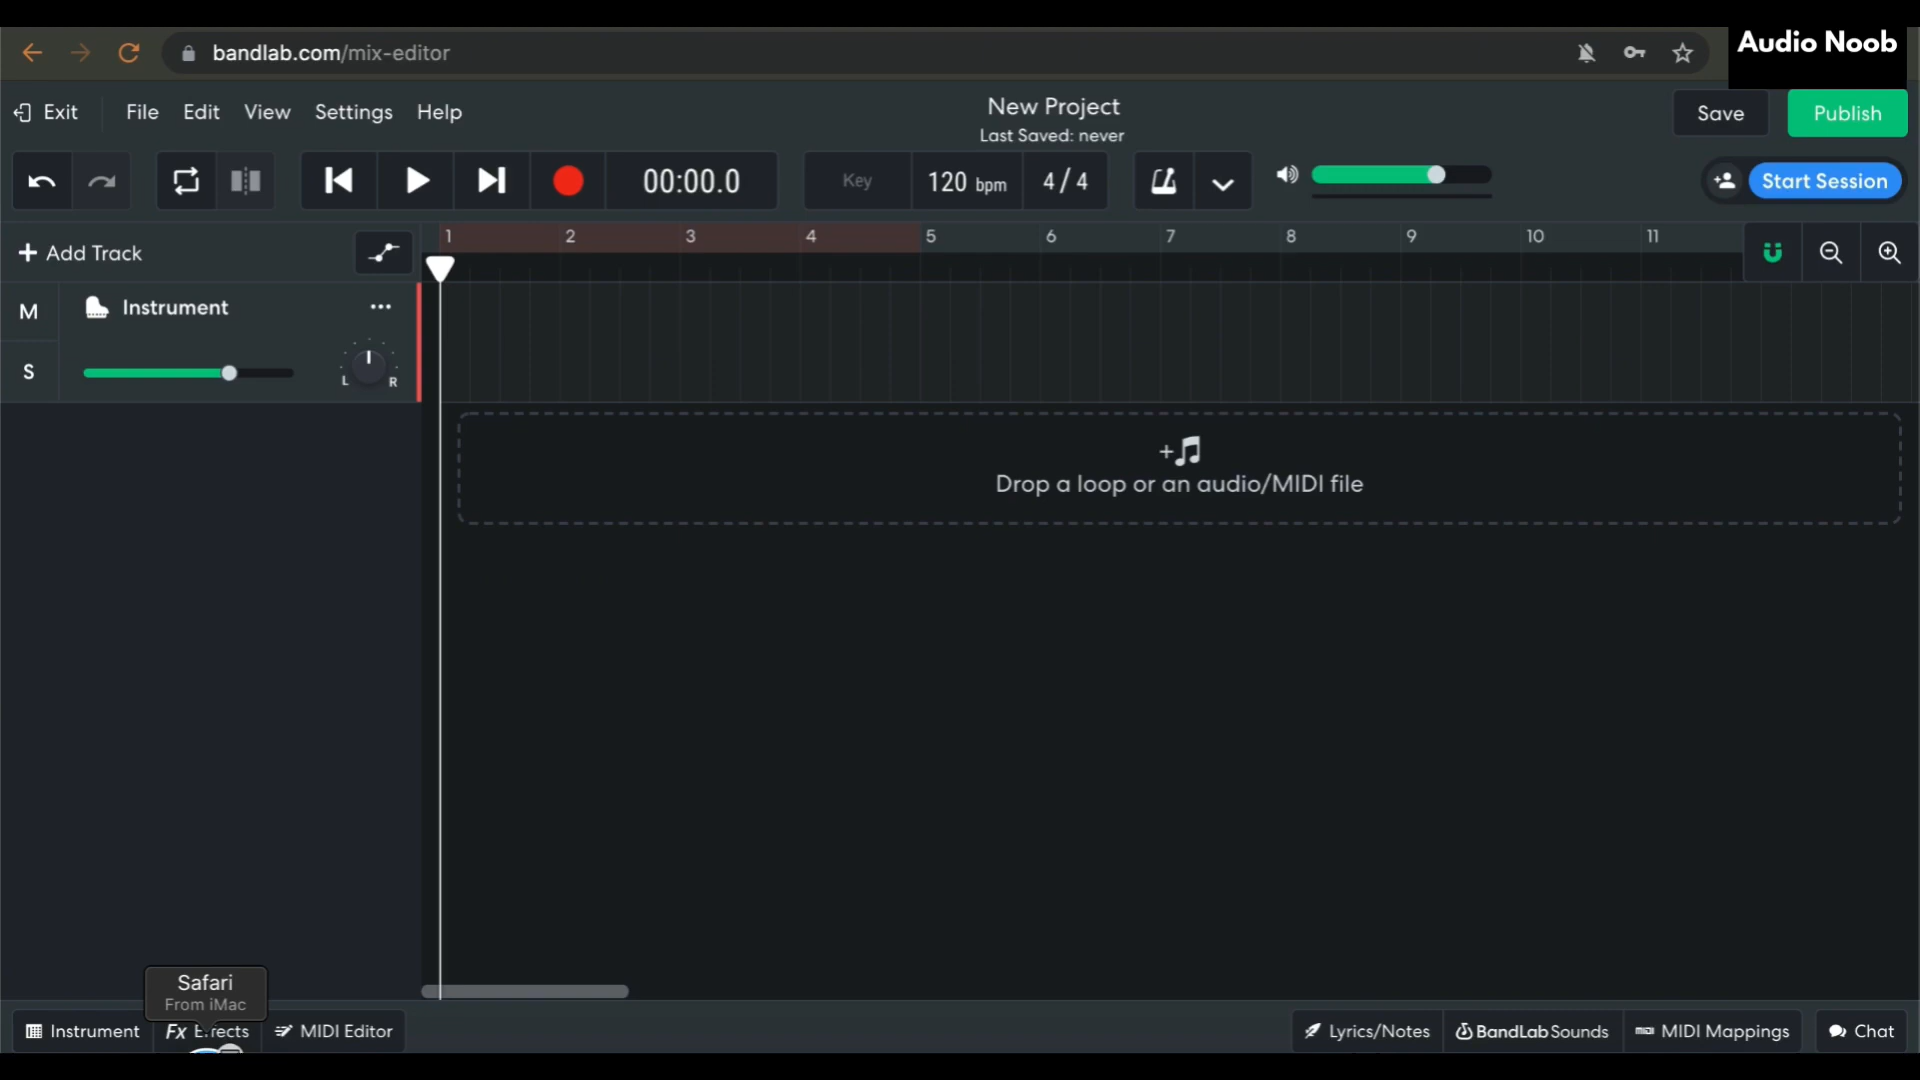 Audio Noob
bandlab.com/mix-editor
Exit File Edit View Settings Help
New Project
Last Saved: never
Save Publish
00:00.0 Key 120 bpm 4 / 4
Start Session
+ Add Track
1 2 3 4 5 6 7 8 9 10 11
M Instrument
S L R
Drop a loop or an audio/MIDI file
Safari
From iMac
Instrument Fx Effects MIDI Editor Lyrics/Notes BandLab Sounds MIDI Mappings Chat